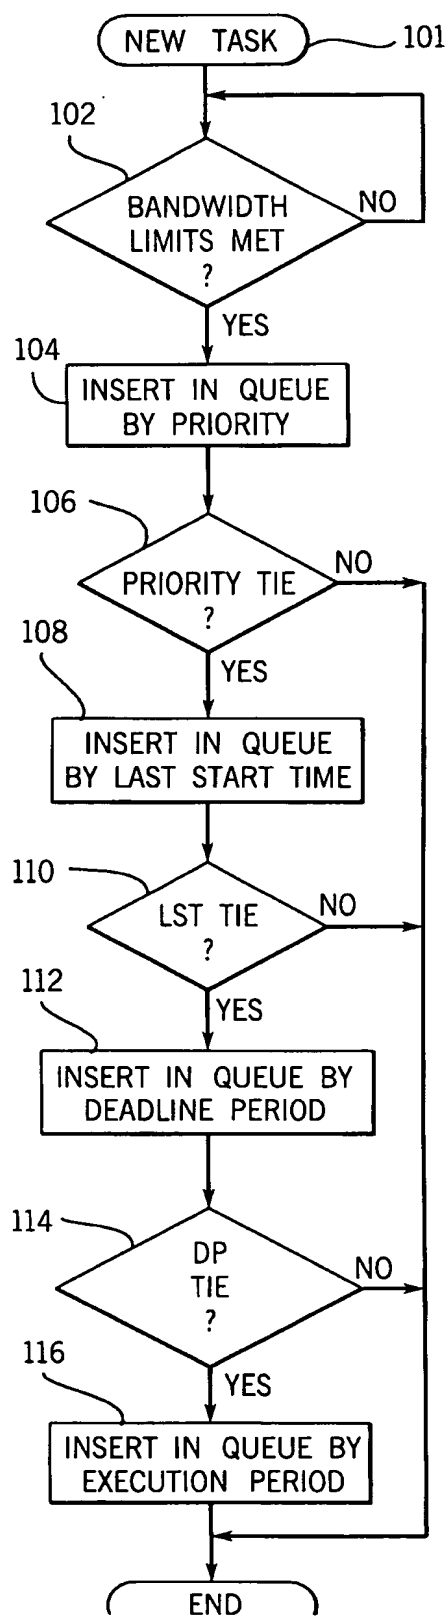 NEW TASK
101
102
BANDWIDTH
LIMITS MET
?
NO
YES
104
INSERT IN QUEUE
BY PRIORITY
106
PRIORITY TIE
?
NO
YES
108
INSERT IN QUEUE
BY LAST START TIME
110
LST TIE
?
NO
YES
112
INSERT IN QUEUE BY
DEADLINE PERIOD
114
DP
TIE
?
NO
YES
116
INSERT IN QUEUE BY
EXECUTION PERIOD
END